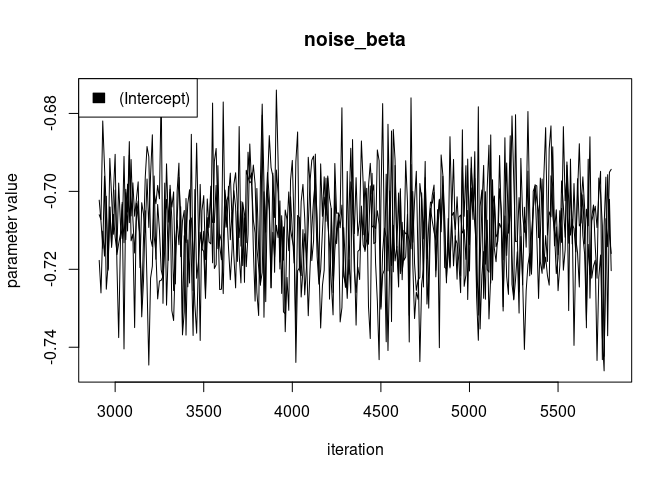 noise_beta
(Intercept)
parameter value
-0.68
-0.70
-0.72
-0.74
3000 3500 4000 4500 5000 5500
iteration